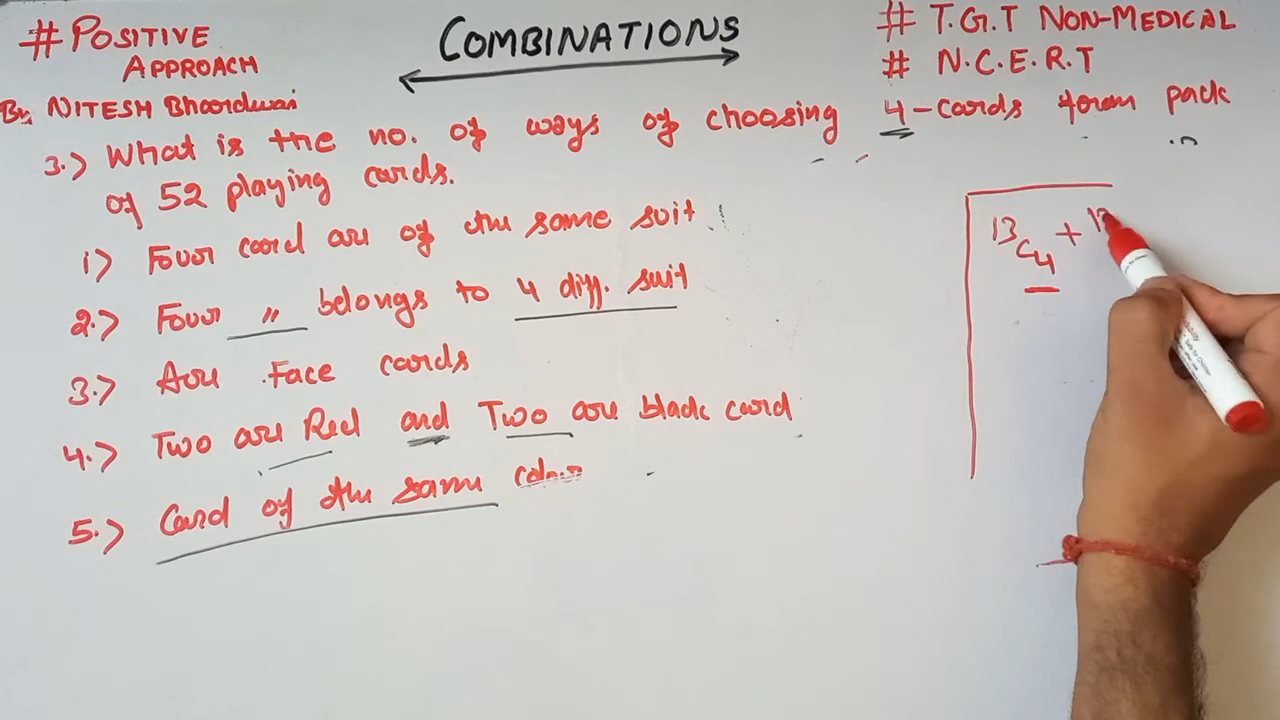 # POSITIVE
APPROACH
By NITESH Bhardwaj
COMBINATIONS
# T.G.T NON-MEDICAL
# N.C.E.R.T
3.) What is the no. of ways of choosing 4-cards from pack
of 52 playing cards.
1) Four card are of the same suit
2.) Four " belongs to 4 diff. suit
3.) Are Face cards
4.) Two are Red and Two are black card
5.) Card of the same colour
13C4 + 13